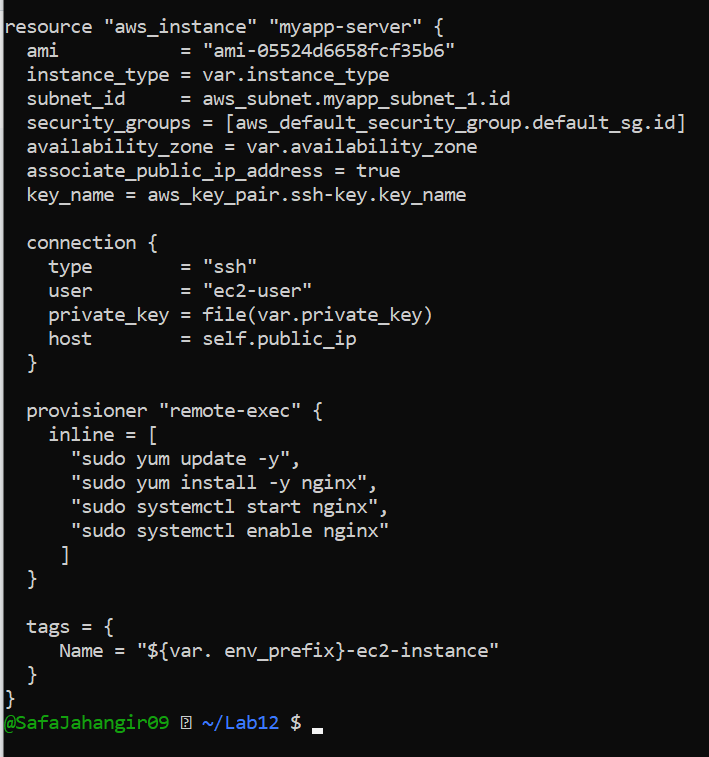 resource "aws_instance" "myapp-server" {
  ami           = "ami-05524d6658fcf35b6"
  instance_type = var.instance_type
  subnet_id     = aws_subnet.myapp_subnet_1.id
  security_groups = [aws_default_security_group.default_sg.id]
  availability_zone = var.availability_zone
  associate_public_ip_address = true
  key_name = aws_key_pair.ssh-key.key_name

  connection {
    type        = "ssh"
    user        = "ec2-user"
    private_key = file(var.private_key)
    host        = self.public_ip
  }

  provisioner "remote-exec" {
    inline = [
      "sudo yum update -y",
      "sudo yum install -y nginx",
      "sudo systemctl start nginx",
      "sudo systemctl enable nginx"
     ]
  }

  tags = {
     Name = "${var. env_prefix}-ec2-instance"
  }
}
@SafaJahangir09 ~/Lab12 $